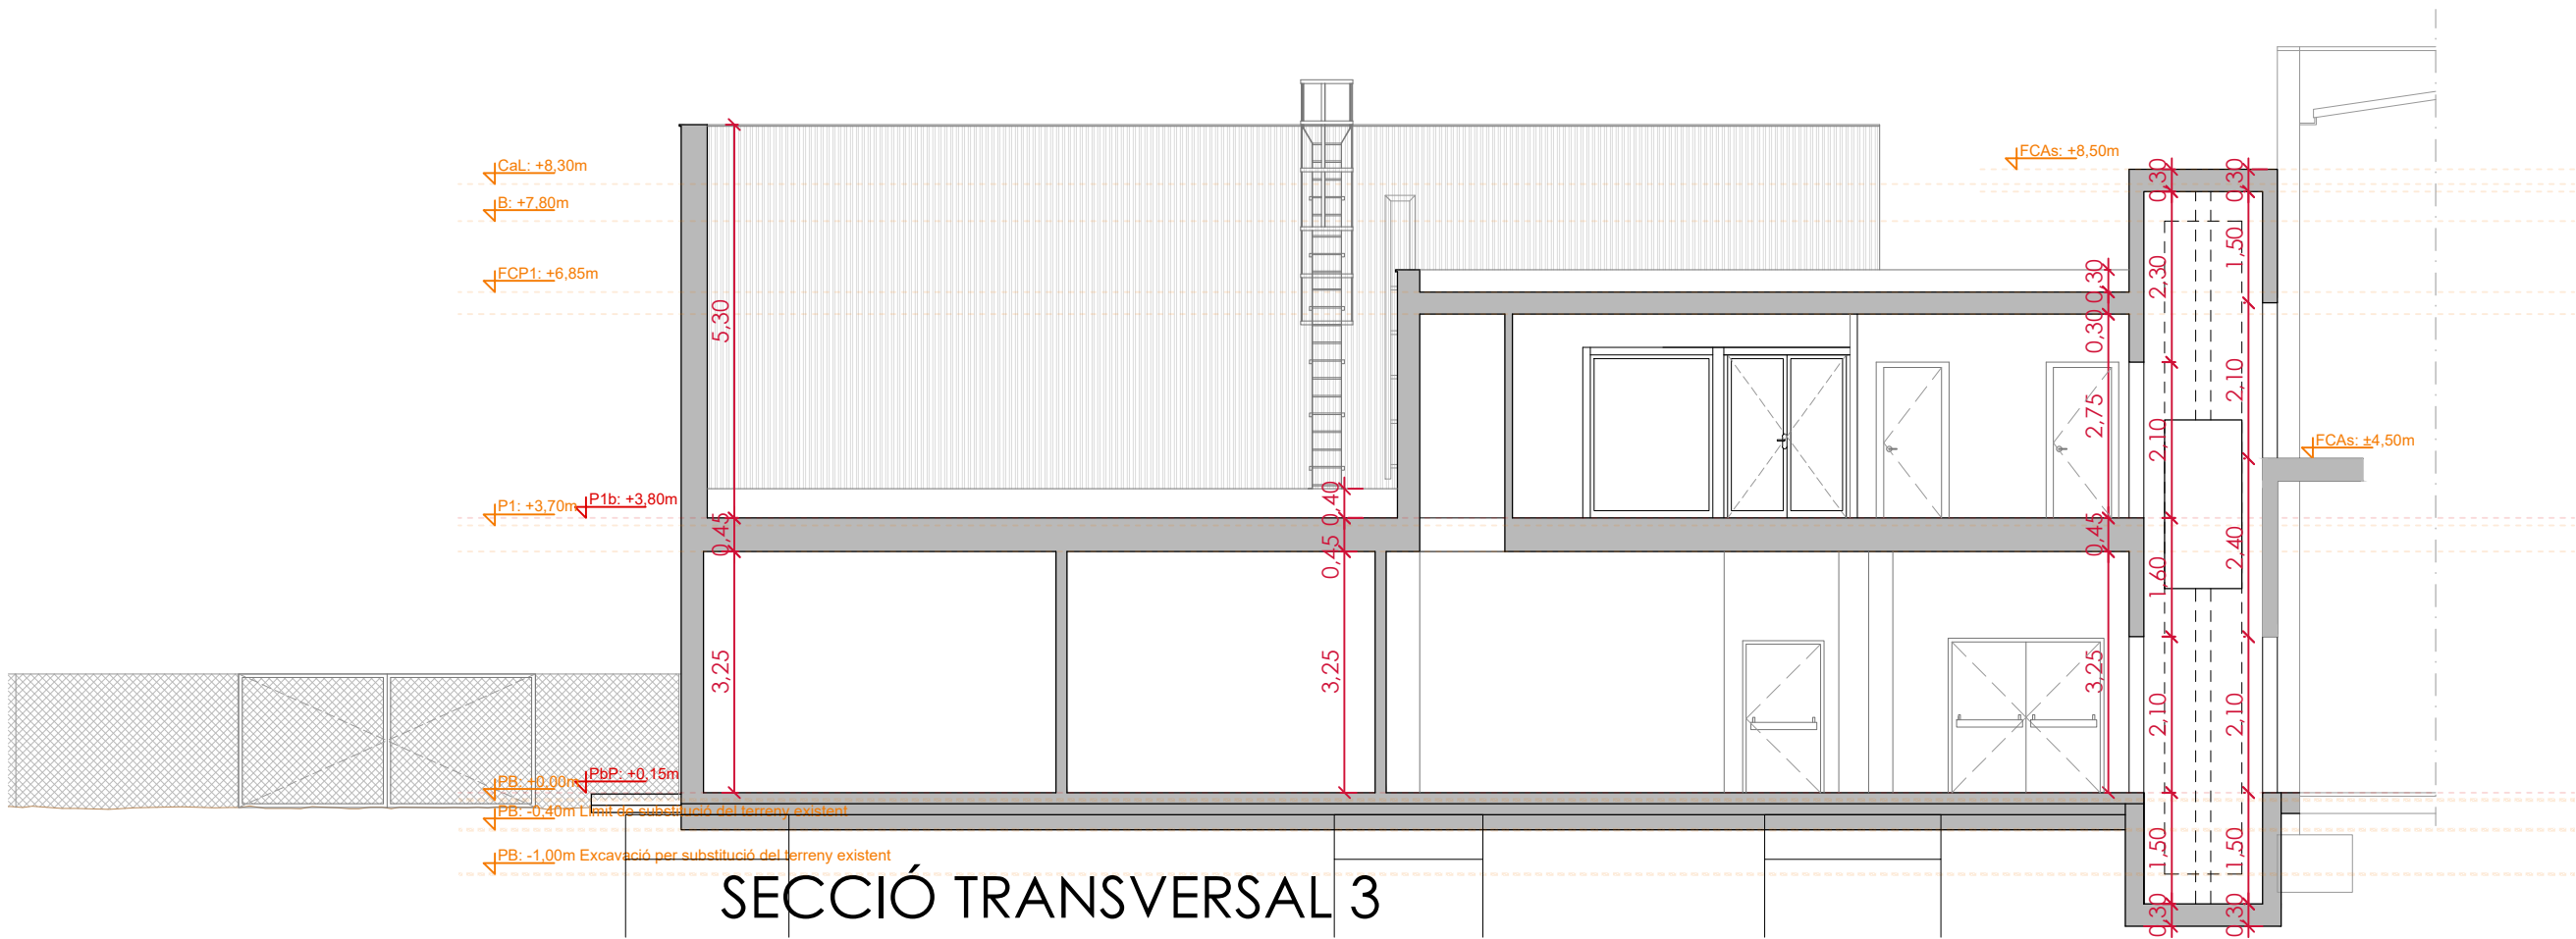 CaL: +8,30m
B: +7,80m
FCP1: +6,85m
P1: +3,70m
P1b: +3,80m
PbP: +0,15m
PB: +0,00m
PB: -0,40m Límit de substitució del terreny existent
PB: -1,00m Excavació per substitució del terreny existent
5,30
0,45
3,25
0,40
0,45
3,25
FCAs: +8,50m
0,30
0,30
2,75
0,45
3,25
0,30
2,30
2,10
1,60
2,10
1,50
0,30
0,30
1,50
2,10
2,40
2,10
1,50
0,30
FCAs: ±4,50m
SECCIÓ TRANSVERSAL 3